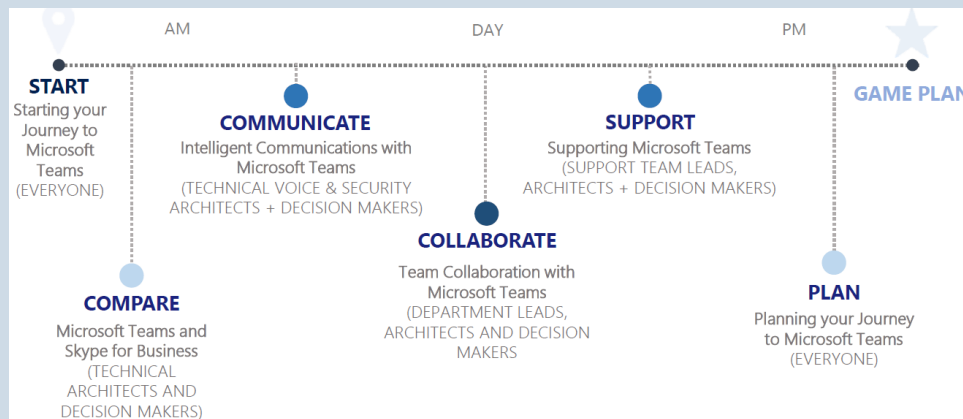 AM
DAY
PM
START
Starting your
Journey to
Microsoft
Teams
(EVERYONE)
COMPARE
Microsoft Teams and
Skype for Business
(TECHNICAL
ARCHITECTS AND
DECISION MAKERS)
COMMUNICATE
Intelligent Communications with
Microsoft Teams
(TECHNICAL VOICE & SECURITY
ARCHITECTS + DECISION MAKERS)
COLLABORATE
Team Collaboration with
Microsoft Teams
(DEPARTMENT LEADS,
ARCHITECTS AND DECISION
MAKERS
SUPPORT
Supporting Microsoft Teams
(SUPPORT TEAM LEADS,
ARCHITECTS + DECISION MAKERS)
PLAN
Planning your Journey
to Microsoft Teams
(EVERYONE)
GAME PLAN